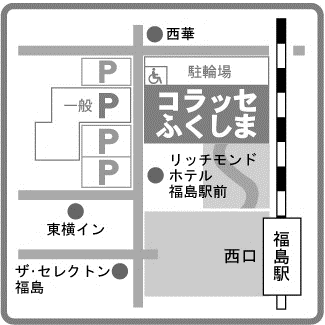 西華
P
駐輪場
一般
P
コラッセ
ふくしま
P
P
リッチモンド
ホテル
福島駅前
東横イン
西口
福島駅
ザ・セレクトン
福島